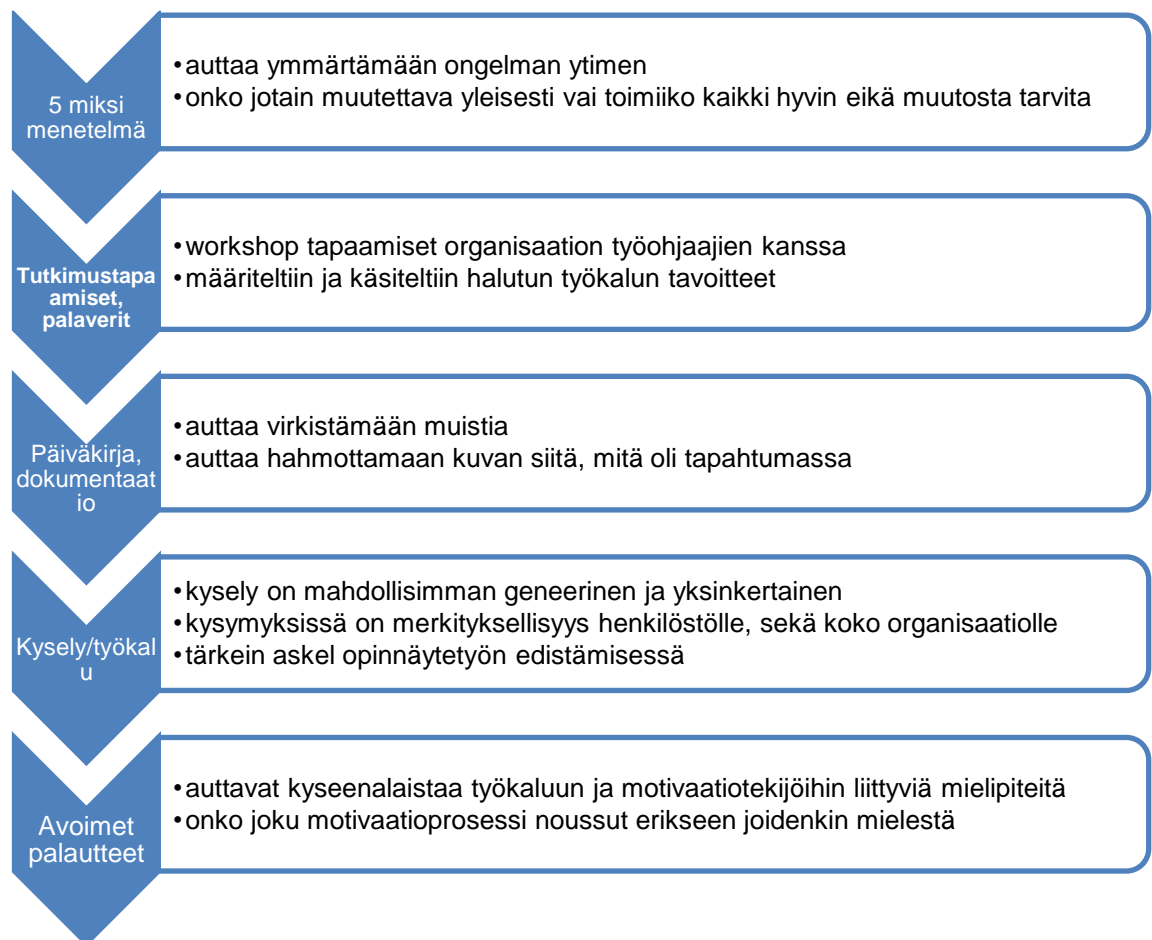 5 miksi
menetelmä
•auttaa ymmärtämään ongelman ytimen
•onko jotain muutettava yleisesti vai toimiiko kaikki hyvin eikä muutosta tarvita
Tutkimustapa
amiset,
palaverit
•workshop tapaamiset organisaation työohjaajien kanssa
•määriteltiin ja käsiteltiin halutun työkalun tavoitteet
Päiväkirja,
dokumentaat
io
•auttaa virkistämään muistia
•auttaa hahmottamaan kuvan siitä, mitä oli tapahtumassa
Kysely/työkal
u
•kysely on mahdollisimman geneerinen ja yksinkertainen
•kysymyksissä on merkityksellisyys henkilöstölle, sekä koko organisaatiolle
•tärkein askel opinnäytetyön edistämisessä
Avoimet
palautteet
•auttavat kyseenalaistaa työkaluun ja motivaatiotekijöihin liittyviä mielipiteitä
•onko joku motivaatioprosessi noussut erikseen joidenkin mielestä